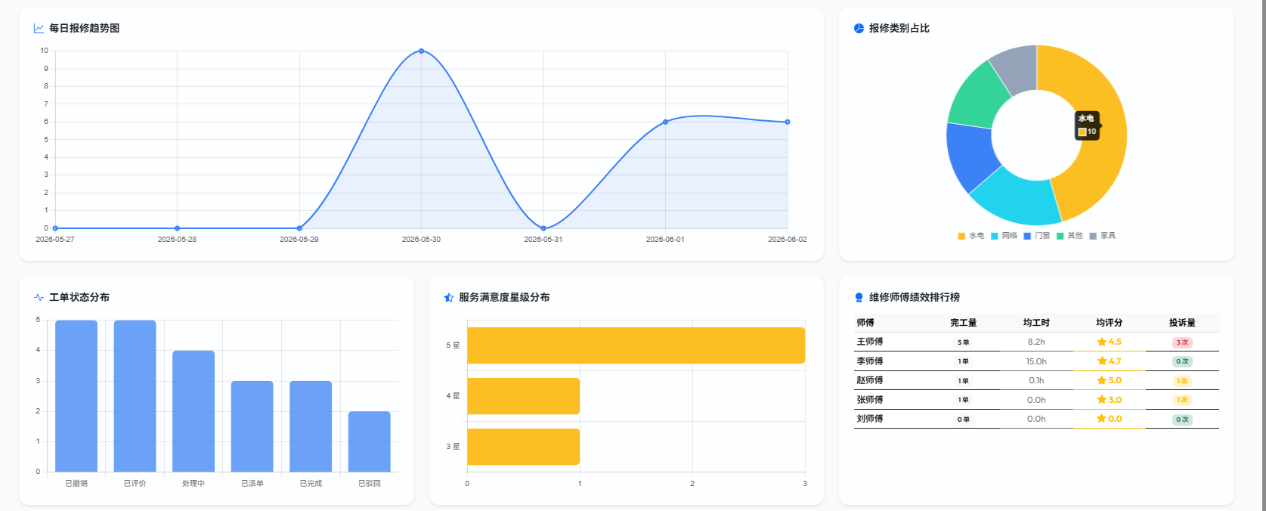 每日报修趋势图
10
9
8
7
6
5
4
3
2
1
0
2026-05-27 2026-05-28 2026-05-29 2026-05-30 2026-05-31 2026-06-01 2026-06-02
报修类别占比
水电
10
水电 网络 门窗 其他 家具
工单状态分布
5
4
3
2
1
0
已撤销 已评价 处理中 已派单 已完成 已驳回
服务满意度星级分布
5 星
4 星
3 星
0 1 2 3
维修师傅绩效排行榜
师傅 完工量 均工时 均评分 投诉量
王师傅 5 单 8.2h 4.5 3 次
李师傅 1 单 15.0h 4.7 0 次
赵师傅 1 单 0.1h 5.0 1 次
张师傅 1 单 0.0h 3.0 1 次
刘师傅 0 单 0.0h 0.0 0 次